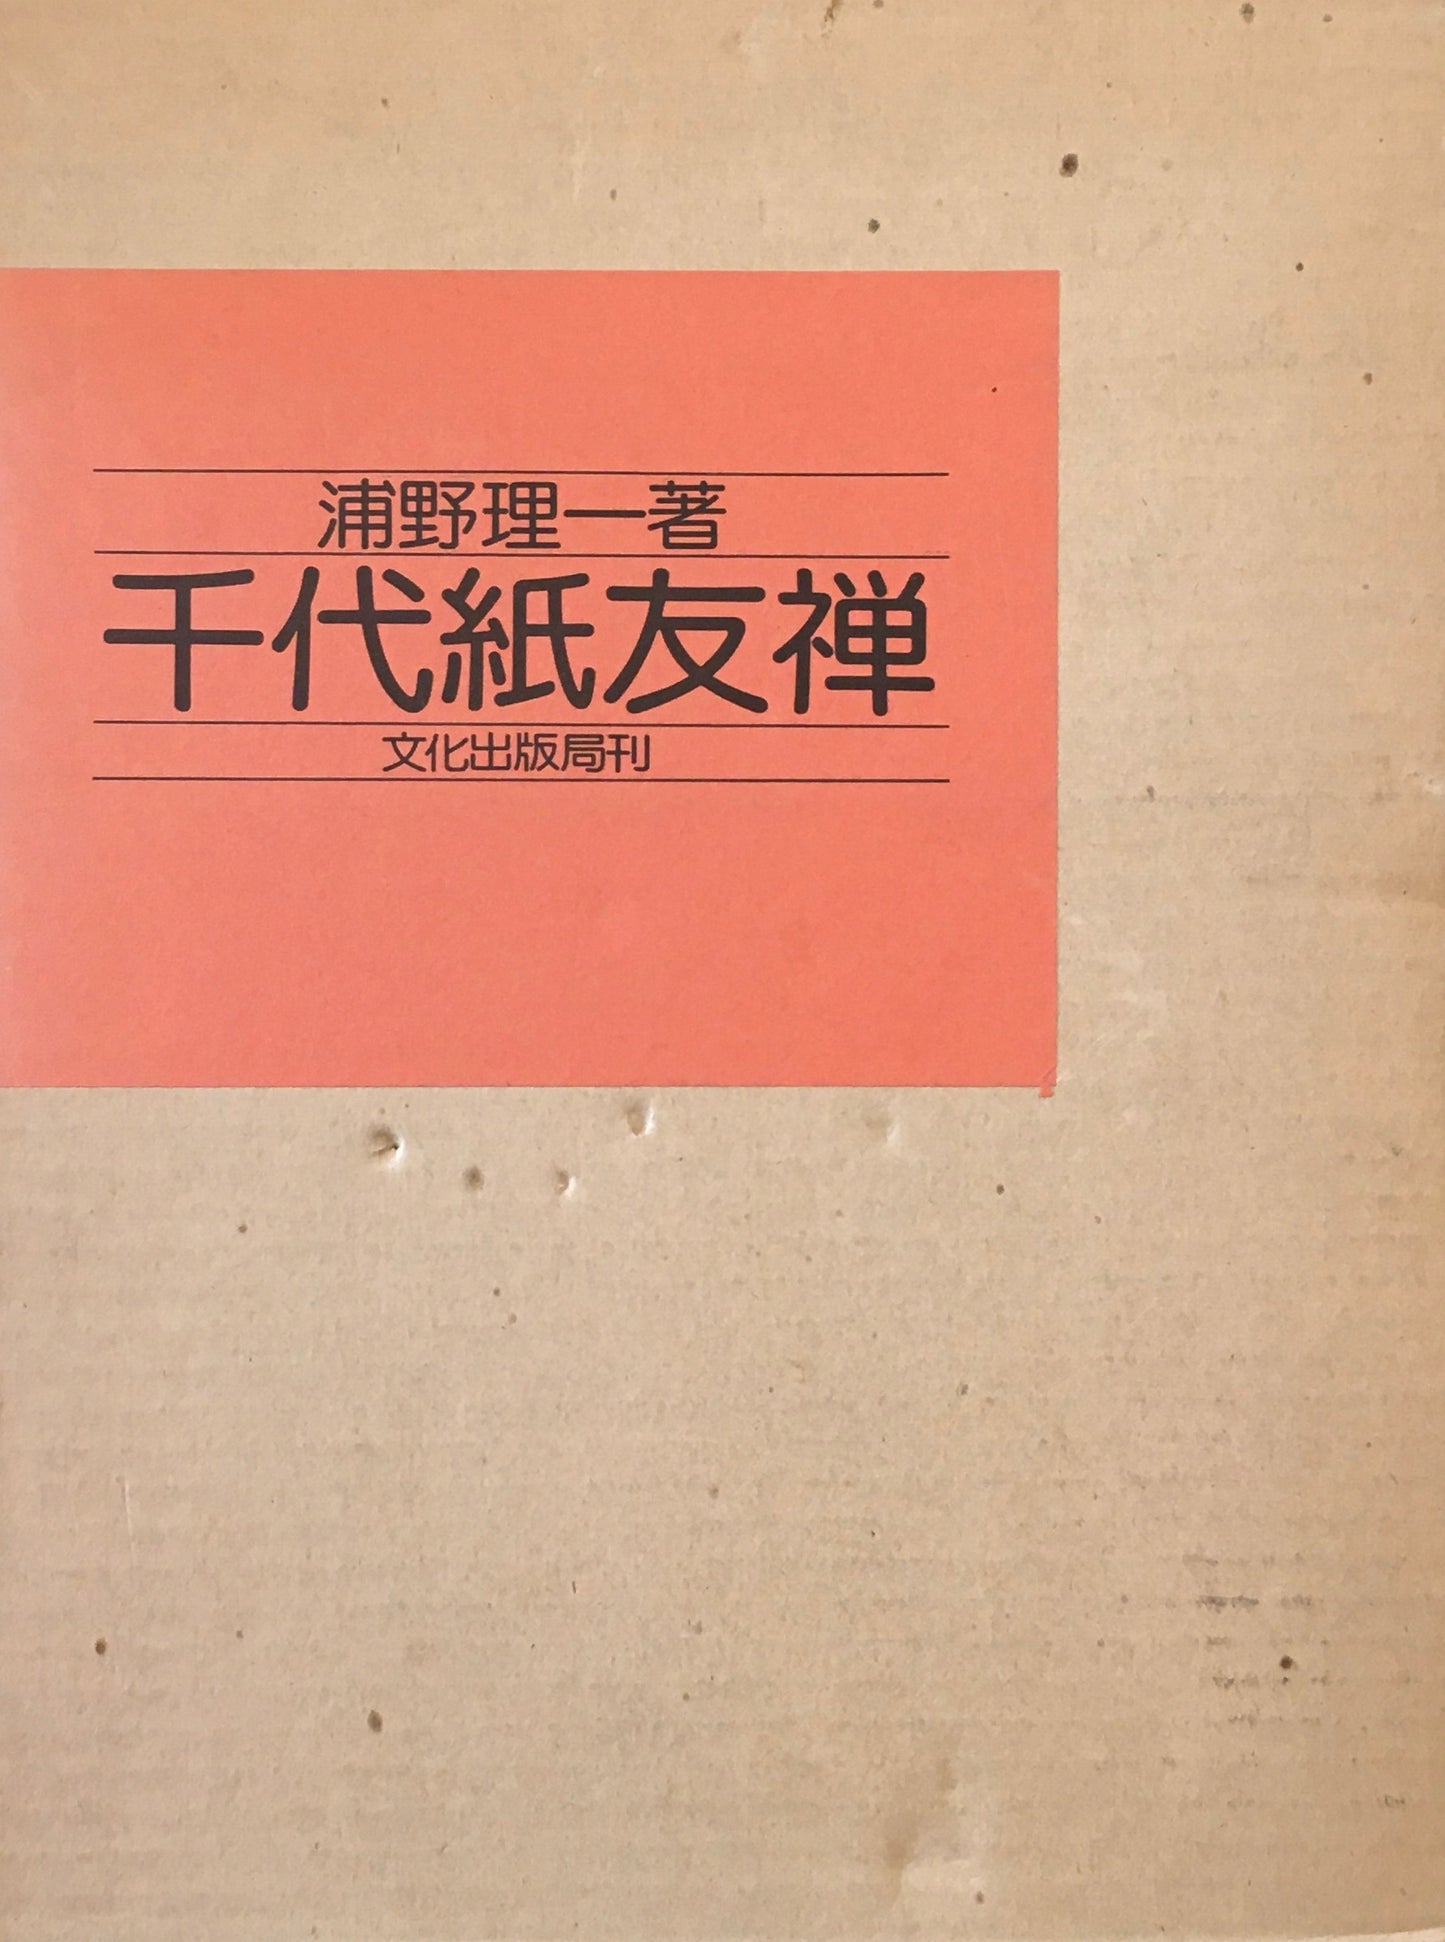 浦野理一著
千代紙友禅
文化出版局刊